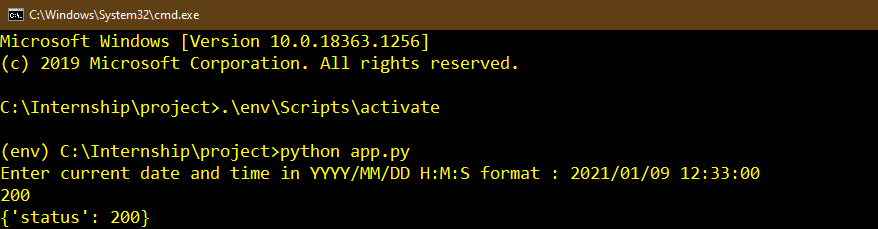 C:\Windows\System32\cmd.exe
Microsoft Windows [Version 10.0.18363.1256]
(c) 2019 Microsoft Corporation. All rights reserved.
C:\Internship\project>.\env\Scripts\activate
(env) C:\Internship\project>python app.py
Enter current date and time in YYYY/MM/DD H:M:S format : 2021/01/09 12:33:00
200
{'status': 200}